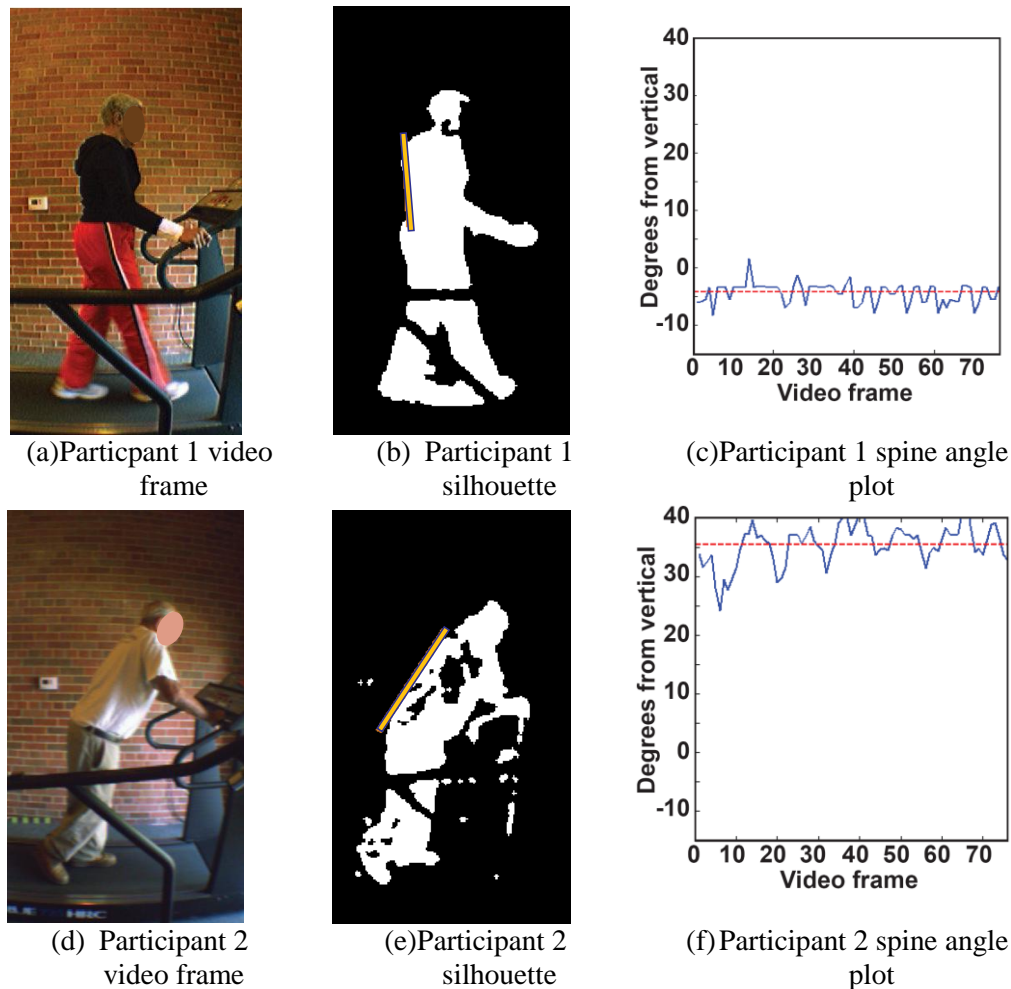 40
30
20
10
0
-10
Degrees from vertical
0 10 20 30 40 50 60 70
Video frame
(a)Particpant 1 video
frame
(b) Participant 1
silhouette
(c)Participant 1 spine angle
plot
40
30
20
10
0
-10
Degrees from vertical
0 10 20 30 40 50 60 70
Video frame
HRC
(d) Participant 2
video frame
(e)Participant 2
silhouette
(f)Participant 2 spine angle
plot